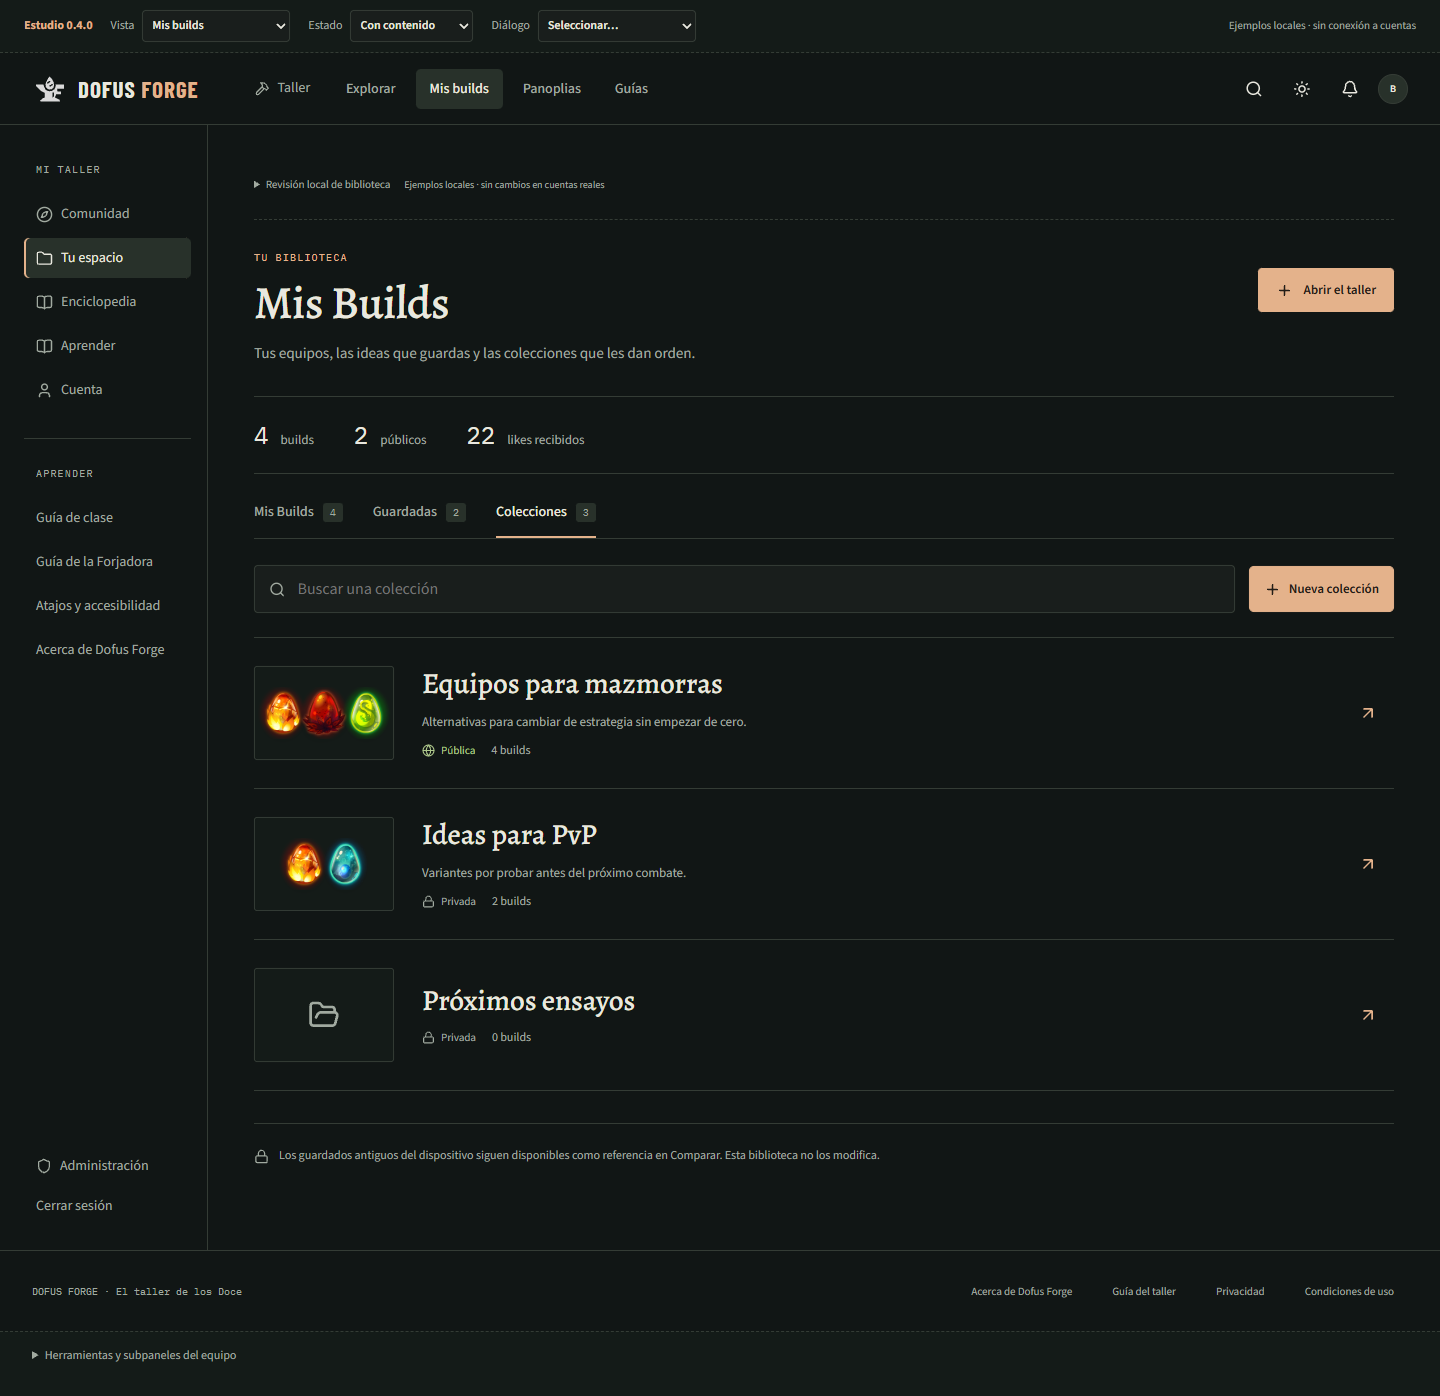 Estudio 0.4.0 Vista Mis builds Estado Con contenido Diálogo Seleccionar... Ejemplos locales · sin conexión a cuentas
DOFUS FORGE Taller Explorar Mis builds Panoplias Guías B
MI TALLER
Comunidad
Tu espacio
Enciclopedia
Aprender
Cuenta
APRENDER
Guía de clase
Guía de la Forjadora
Atajos y accesibilidad
Acerca de Dofus Forge
Administración
Cerrar sesión
Revisión local de biblioteca Ejemplos locales · sin cambios en cuentas reales
TU BIBLIOTECA
Mis Builds
Abrir el taller
Tus equipos, las ideas que guardas y las colecciones que les dan orden.
4 builds 2 públicos 22 likes recibidos
Mis Builds 4 Guardadas 2 Colecciones 3
Buscar una colección Nueva colección
Equipos para mazmorras
Alternativas para cambiar de estrategia sin empezar de cero.
Pública 4 builds
Ideas para PvP
Variantes por probar antes del próximo combate.
Privada 2 builds
Próximos ensayos
Privada 0 builds
Los guardados antiguos del dispositivo siguen disponibles como referencia en Comparar. Esta biblioteca no los modifica.
DOFUS FORGE · El taller de los Doce Acerca de Dofus Forge Guía del taller Privacidad Condiciones de uso
Herramientas y subpaneles del equipo